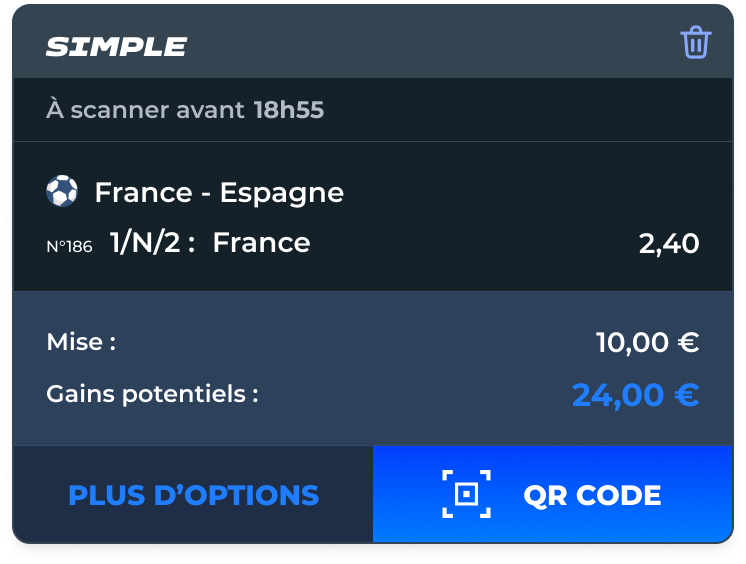 SIMPLE
À scanner avant 18h55
France - Espagne
N°186 1/N/2 : France 2,40
Mise : 10,00 €
Gains potentiels : 24,00 €
PLUS D’OPTIONS QR CODE